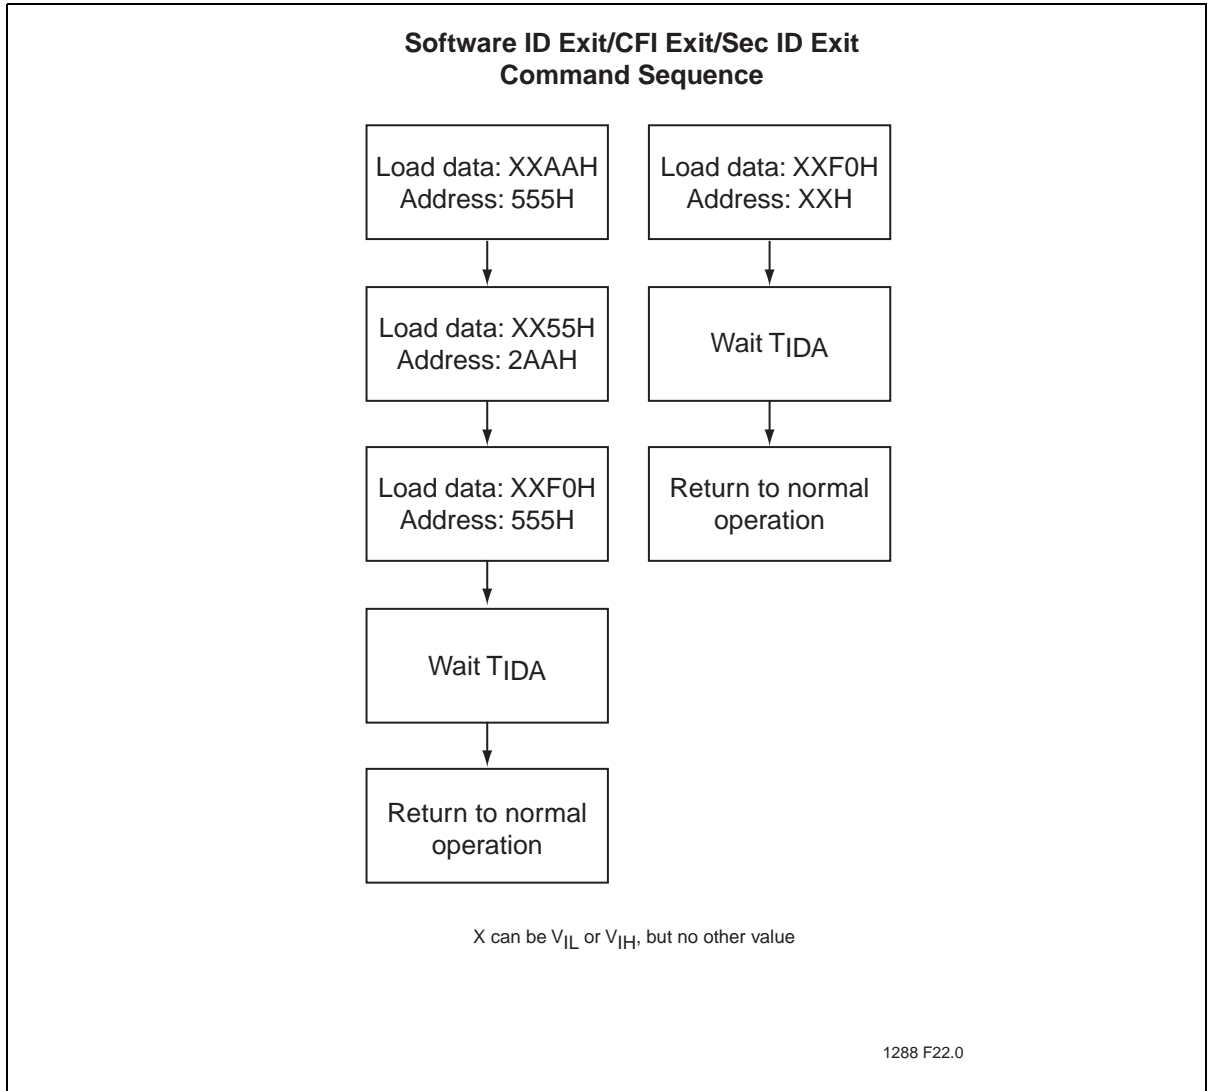 Software ID Exit/CFI Exit/Sec ID Exit
Command Sequence
Load data: XXAAH
Address: 555H
Load data: XX55H
Address: 2AAH
Load data: XXF0H
Address: 555H
Wait TIDA
Return to normal
operation
Load data: XXF0H
Address: XXH
Wait TIDA
Return to normal
operation
X can be VIL or VIH, but no other value
1288 F22.0